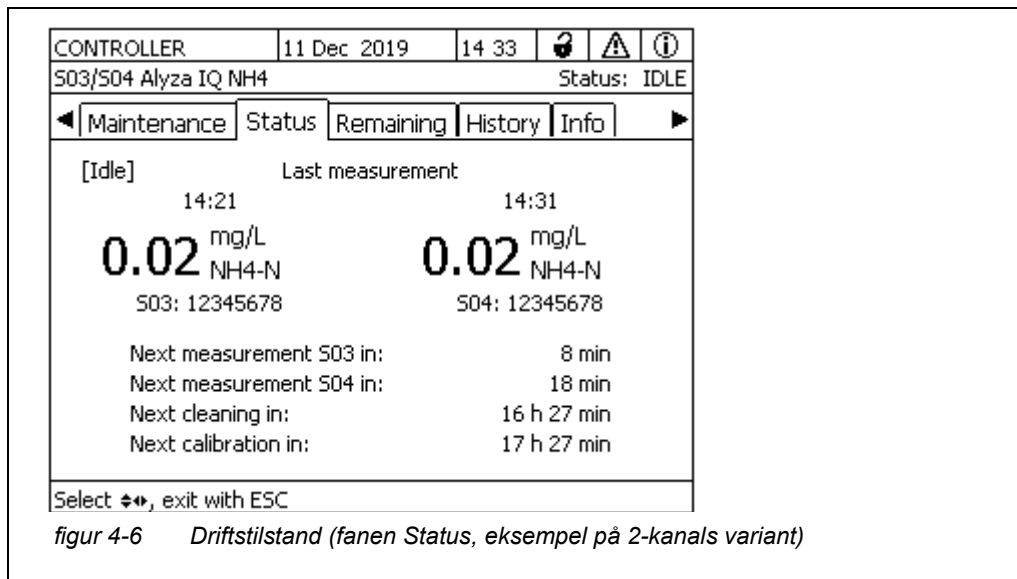 CONTROLLER 11 Dec 2019 14 33
S03/S04 Alyza IQ NH4 Status: IDLE
Maintenance Status Remaining History Info
[Idle] Last measurement
14:21 14:31
0.02 mg/L NH4-N 0.02 mg/L NH4-N
S03: 12345678 S04: 12345678
Next measurement S03 in: 8 min
Next measurement S04 in: 18 min
Next cleaning in: 16 h 27 min
Next calibration in: 17 h 27 min
Select , exit with ESC
figur 4-6 Driftstilstand (fanen Status, eksempel på 2-kanals variant)